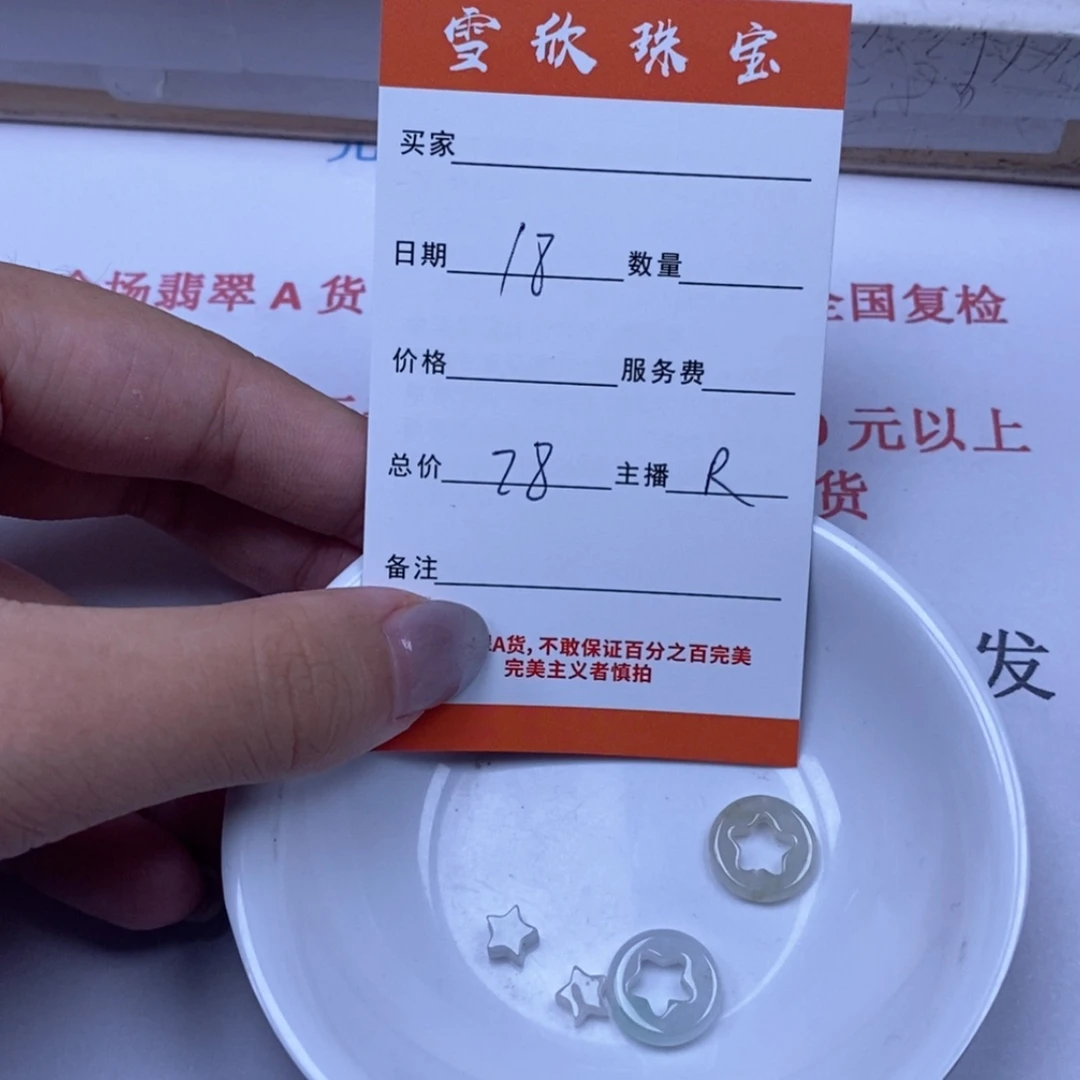 雪欣珠宝
买家
日期 18 数量
价格 服务费
总价 28 主播 R
备注
A货，不敢保证百分之百完美
完美主义者慎拍
元
场翡翠A货
全国复检
元以上
货
发